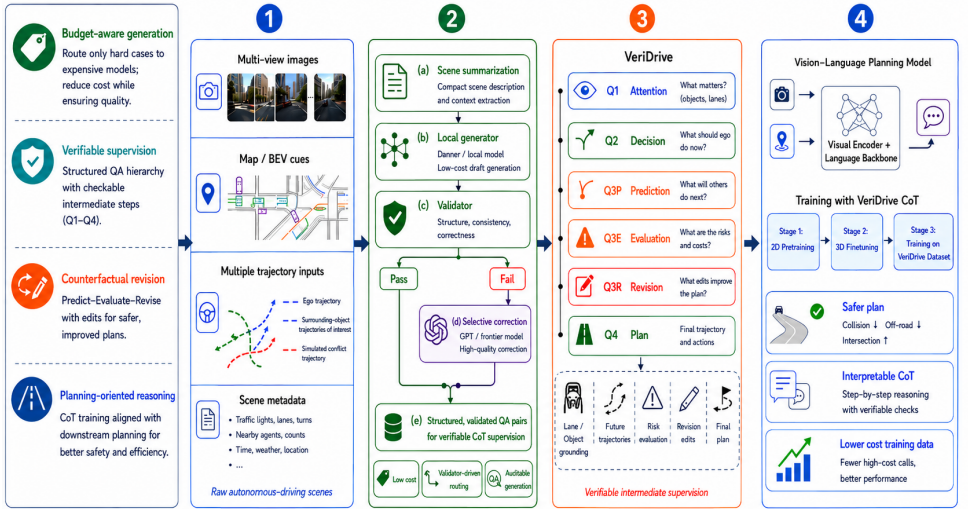 Budget-aware generation
Route only hard cases to
expensive models;
reduce cost while
ensuring quality.
Verifiable supervision
Structured QA hierarchy
with checkable
intermediate steps
(Q1–Q4).
Counterfactual revision
Predict–Evaluate–Revise
with edits for safer,
improved plans.
Planning-oriented reasoning
CoT training aligned with
downstream planning for
better safety and efficiency.
1
Multi-view images
...
Map / BEV cues
Multiple trajectory inputs
Ego trajectory
Surrounding-object
trajectories of interest
Simulated conflict
trajectory
Scene metadata
• Traffic lights, lanes, turns
• Nearby agents, counts
• Time, weather, location
• ...
Raw autonomous-driving scenes
2
(a) Scene summarization
Compact scene description
and context extraction
(b) Local generator
Danner / local model
Low-cost draft generation
(c) Validator
Structure, consistency,
correctness
Pass
Fail
(d) Selective correction
GPT / frontier model
High-quality correction
(e) Structured, validated QA pairs
for verifiable CoT supervision
Low cost
Validator-driven
routing
QA
Auditable
generation
3
VeriDrive
Q1 Attention
What matters?
(objects, lanes)
Q2 Decision
What should ego
do now?
Q3P Prediction
What will others
do next?
Q3E Evaluation
What are the risks
and costs?
Q3R Revision
What edits improve
the plan?
Q4 Plan
Final trajectory
and actions
Lane /
Object
grounding
Future
trajectories
Risk
evaluation
Revision
edits
Final
plan
Verifiable intermediate supervision
4
Vision–Language Planning Model
Visual Encoder +
Language Backbone
Training with VeriDrive CoT
Stage 1:
2D Pretraining
Stage 2:
3D Finetuning
Stage 3:
Training on
VeriDrive Dataset
Safer plan
Collision ↓ Off-road ↓
Intersection ↑
Interpretable CoT
Step-by-step reasoning
with verifiable checks
Lower cost training data
Fewer high-cost calls,
better performance